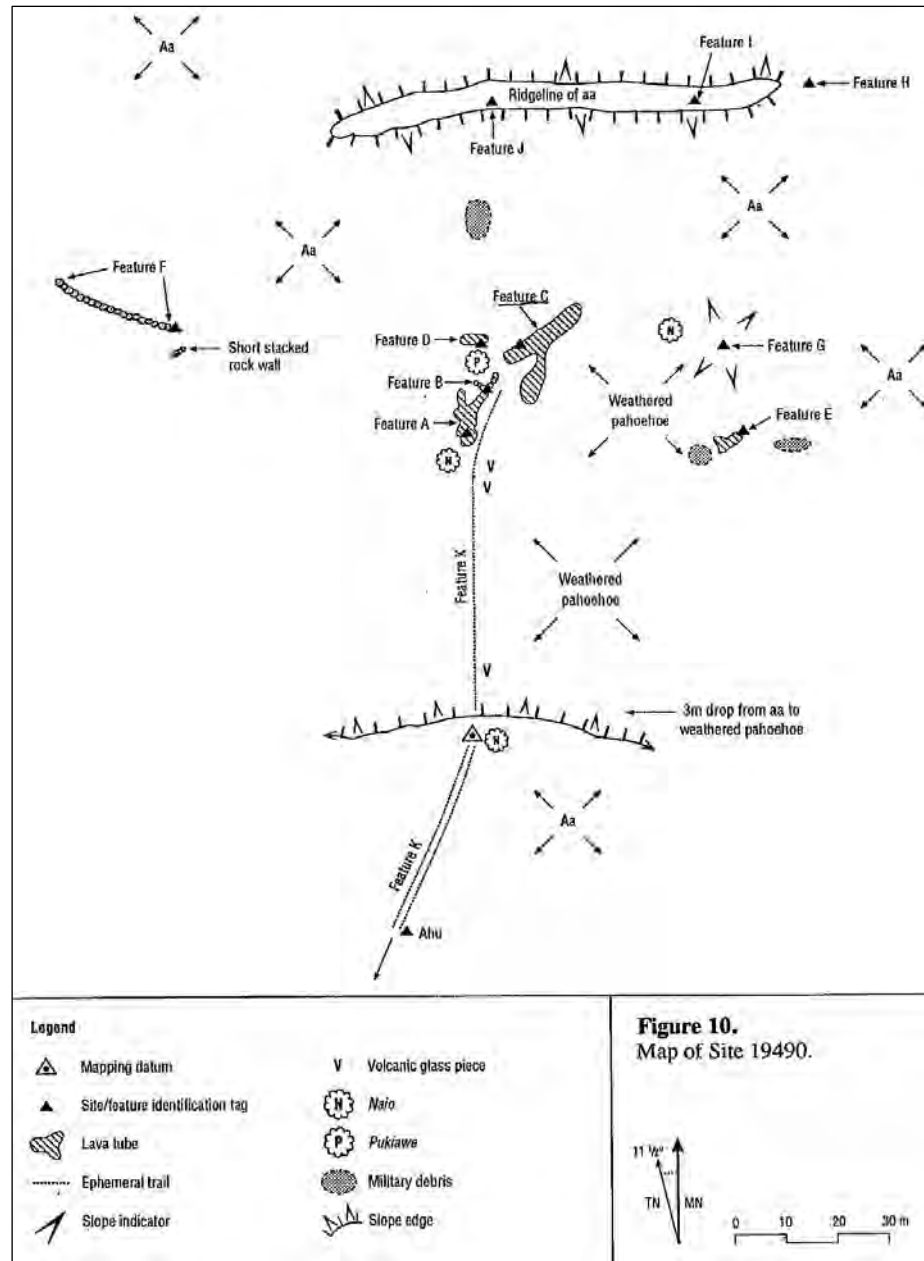 Aa
Feature I
Feature H
Ridgeline of aa
Feature J
Aa
Aa
Feature F
Feature C
N
Feature D
Short stacked
rock wall
P
Feature G
Feature B
Weathered
pahoehoe
Aa
Feature A
Feature E
N
V
V
Feature K
Weathered
pahoehoe
V
3m drop from aa to
weathered pahoehoe
N
Aa
Feature K
Ahu
Legend
Mapping datum
Site/feature identification tag
Lava tube
Ephemeral trail
Slope indicator
V Volcanic glass piece
N Naio
P Pukiawe
Military debris
Slope edge
Figure 10.
Map of Site 19490.
11 ½°
TN MN
0 10 20 30 m